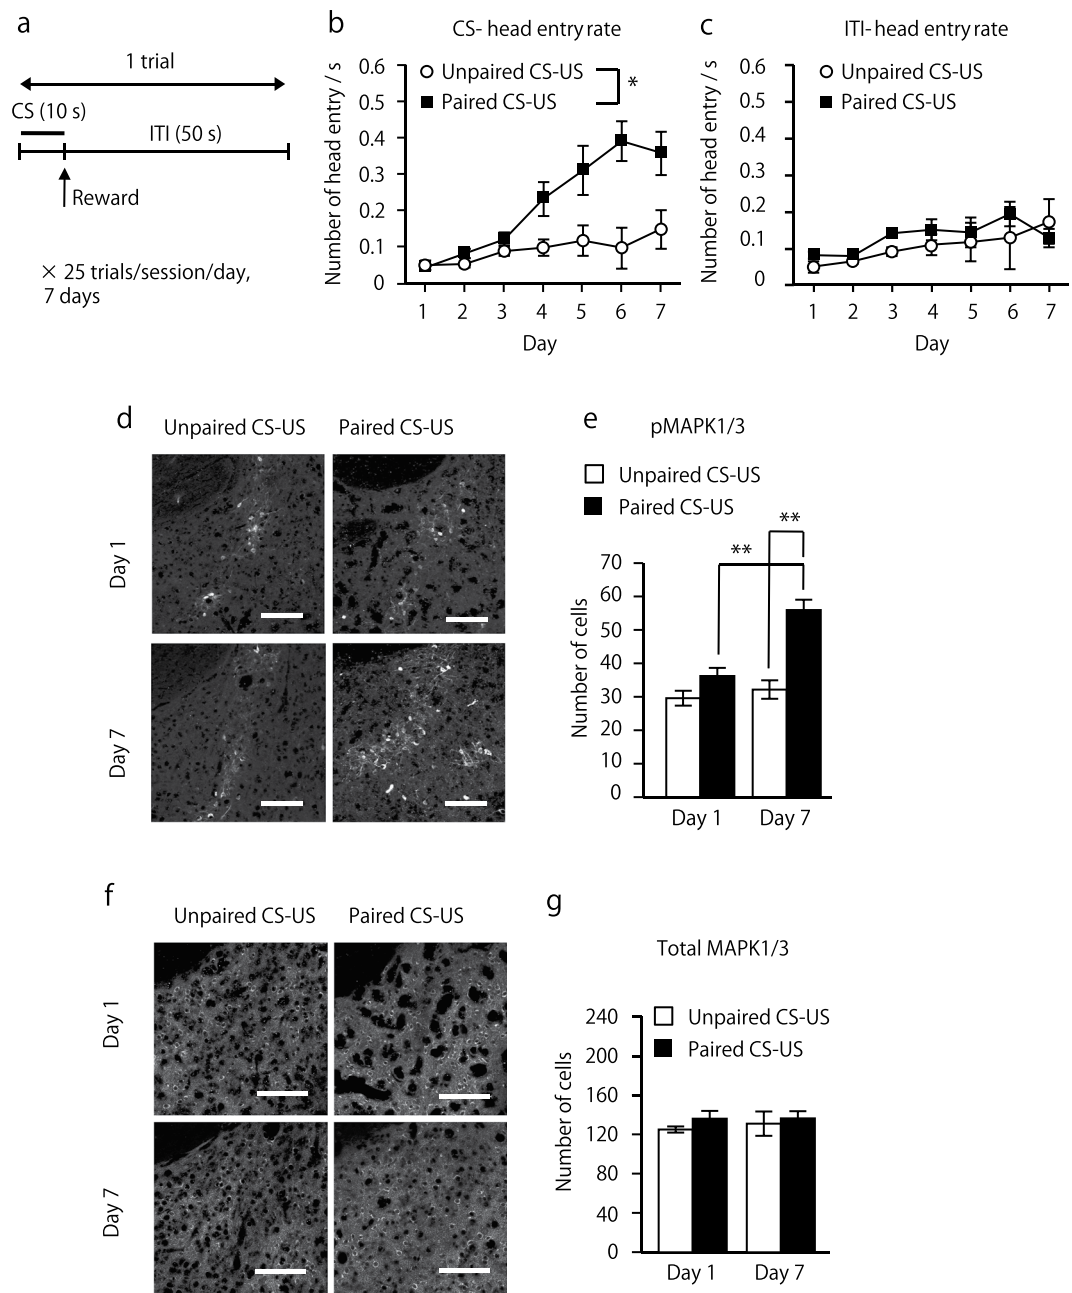 a
1 trial
CS (10 s)
ITI (50 s)
Reward
× 25 trials/session/day,
7 days
b
CS- head entry rate
Number of head entry / s
0.6
0.5
0.4
0.3
0.2
0.1
0
Unpaired CS-US
Paired CS-US
*
1 2 3 4 5 6 7
Day
c
ITI-head entry rate
Number of head entry / s
0.6
0.5
0.4
0.3
0.2
0.1
0
Unpaired CS-US
Paired CS-US
1 2 3 4 5 6 7
Day
d
Unpaired CS-US Paired CS-US
Day 1
Day 7
e
pMAPK1/3
Unpaired CS-US
Paired CS-US
**
**
Number of cells
70
60
50
40
30
20
10
0
Day 1 Day 7
f
Unpaired CS-US Paired CS-US
Day 1
Day 7
g
Total MAPK1/3
Unpaired CS-US
Paired CS-US
Number of cells
240
200
160
120
80
40
0
Day 1 Day 7